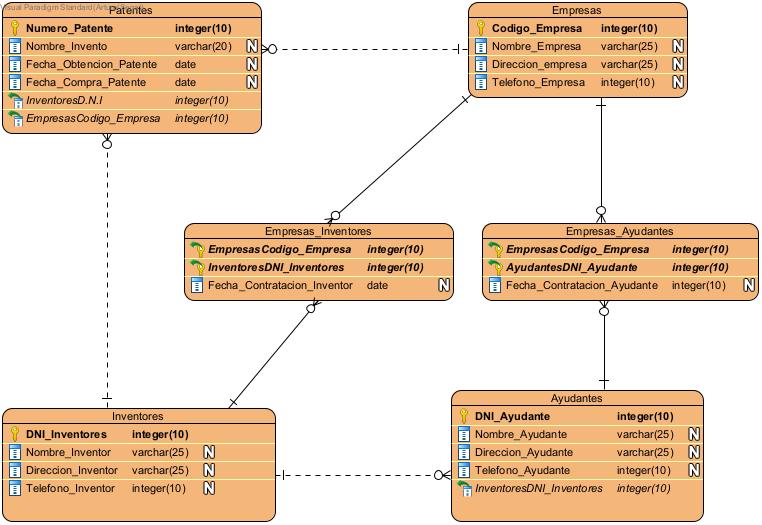 Visual Paradigm Standard(Artu
Patentes
Numero_Patente integer(10)
Nombre_Invento varchar(20) N
Fecha_Obtencion_Patente date N
Fecha_Compra_Patente date N
InventoresD.N.I integer(10)
EmpresasCodigo_Empresa integer(10)
Empresas
Codigo_Empresa integer(10)
Nombre_Empresa varchar(25) N
Direccion_empresa varchar(25) N
Telefono_Empresa integer(10) N
Empresas_Inventores
EmpresasCodigo_Empresa integer(10)
InventoresDNI_Inventores integer(10)
Fecha_Contratacion_Inventor date N
Empresas_Ayudantes
EmpresasCodigo_Empresa integer(10)
AyudantesDNI_Ayudante integer(10)
Fecha_Contratacion_Ayudante integer(10) N
Inventores
DNI_Inventores integer(10)
Nombre_Inventor varchar(25) N
Direccion_Inventor varchar(25) N
Telefono_Inventor integer(10) N
Ayudantes
DNI_Ayudante integer(10)
Nombre_Ayudante varchar(25) N
Direccion_Ayudante varchar(25) N
Telefono_Ayudante integer(10) N
InventoresDNI_Inventores integer(10)